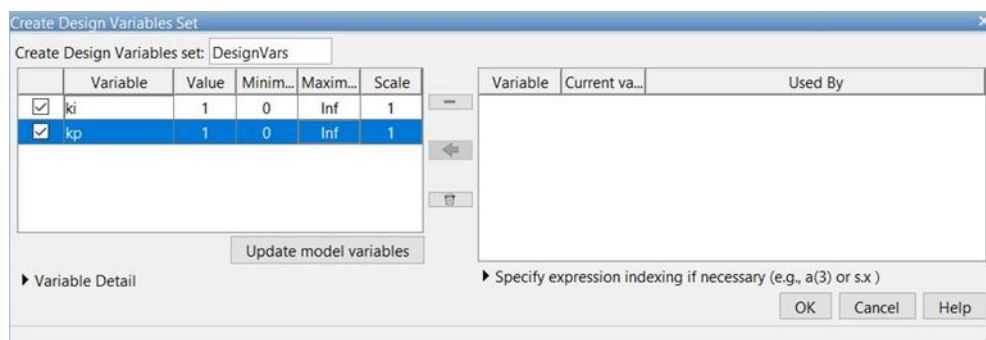 Create Design Variables Set
Create Design Variables set: DesignVars
Variable Value Minim... Maxim... Scale
ki 1 0 Inf 1
kp 1 0 Inf 1
Update model variables
Variable Detail
Variable Current va... Used By
Specify expression indexing if necessary (e.g., a(3) or s.x )
OK Cancel Help